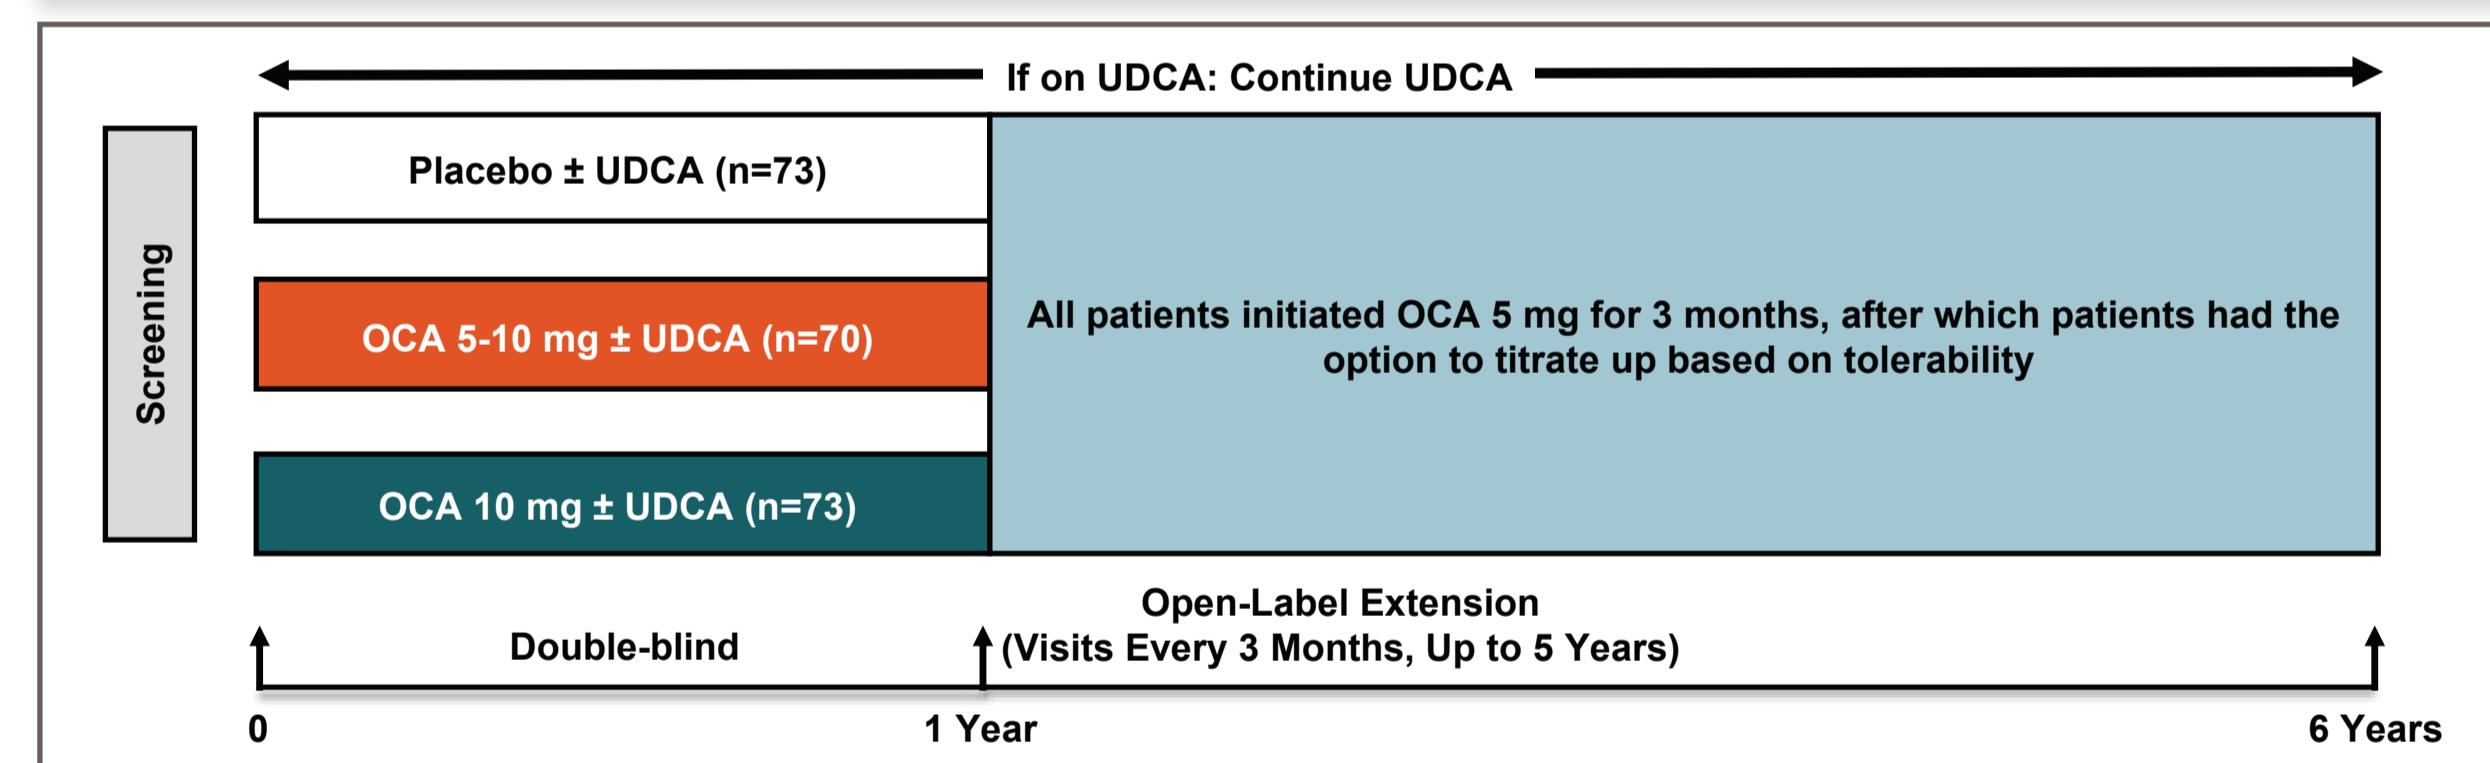 If on UDCA: Continue UDCA
Screening
Placebo ± UDCA (n=73)
OCA 5-10 mg ± UDCA (n=70)
OCA 10 mg ± UDCA (n=73)
All patients initiated OCA 5 mg for 3 months, after which patients had the
option to titrate up based on tolerability
Double-blind
Open-Label Extension
(Visits Every 3 Months, Up to 5 Years)
0
1 Year
6 Years